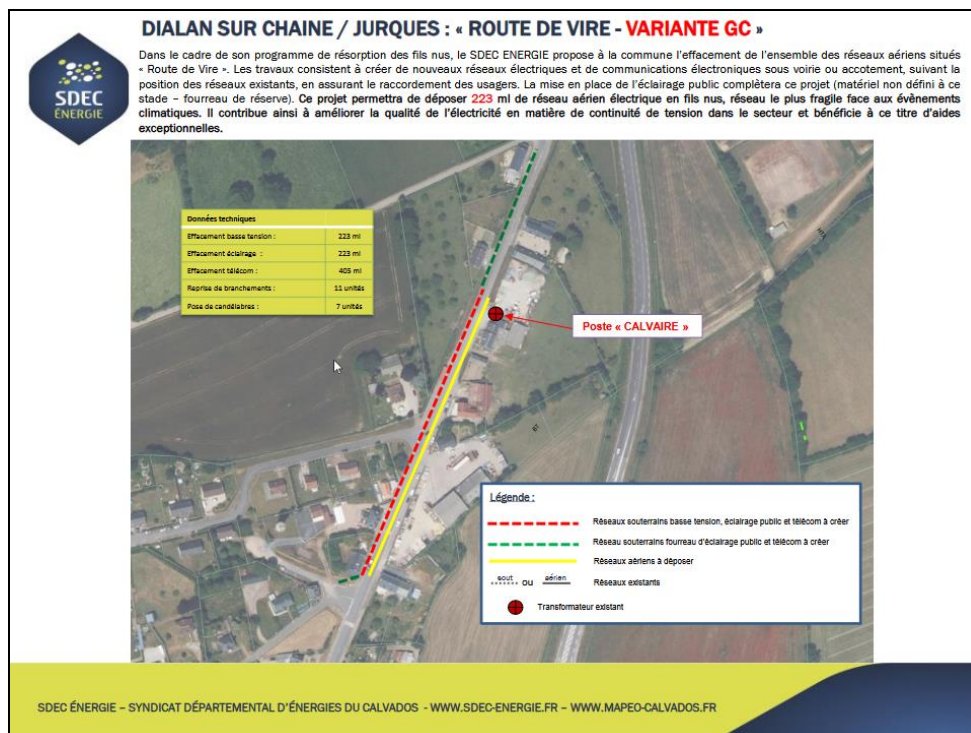 DIALAN SUR CHAINE / JURQUES : « ROUTE DE VIRE - VARIANTE GC »
Dans le cadre de son programme de résorption des fils nus, le SDEC ENERGIE propose à la commune l'effacement de l'ensemble des réseaux aériens situés
« Route de Vire ». Les travaux consistent à créer de nouveaux réseaux électriques et de communications électroniques sous voirie ou accotement, suivant la
position des réseaux existants, en assurant le raccordement des usagers. La mise en place de l'éclairage public complètera ce projet (matériel non défini à ce
stade – fourreau de réserve). Ce projet permettra de déposer 223 ml de réseau aérien électrique en fils nus, réseau le plus fragile face aux évènements
climatiques. Il contribue ainsi à améliorer la qualité de l'électricité en matière de continuité de tension dans le secteur et bénéficie à ce titre d'aides
exceptionnelles.
SDEC
ÉNERGIE
Données techniques
Effacement basse tension : 223 ml
Effacement éclairage : 223 ml
Effacement télécom : 405 ml
Reprise de branchements : 11 unités
Pose de candélabres : 7 unités
Poste « CALVAIRE »
Légende :
Réseaux souterrains basse tension, éclairage public et télécom à créer
Réseau souterrains fourreau d'éclairage public et télécom à créer
Réseaux aériens à déposer
sout ou aérien Réseaux existants
Transformateur existant
SDEC ÉNERGIE – SYNDICAT DÉPARTEMENTAL D'ÉNERGIES DU CALVADOS - WWW.SDEC-ENERGIE.FR – WWW.MAPEO-CALVADOS.FR